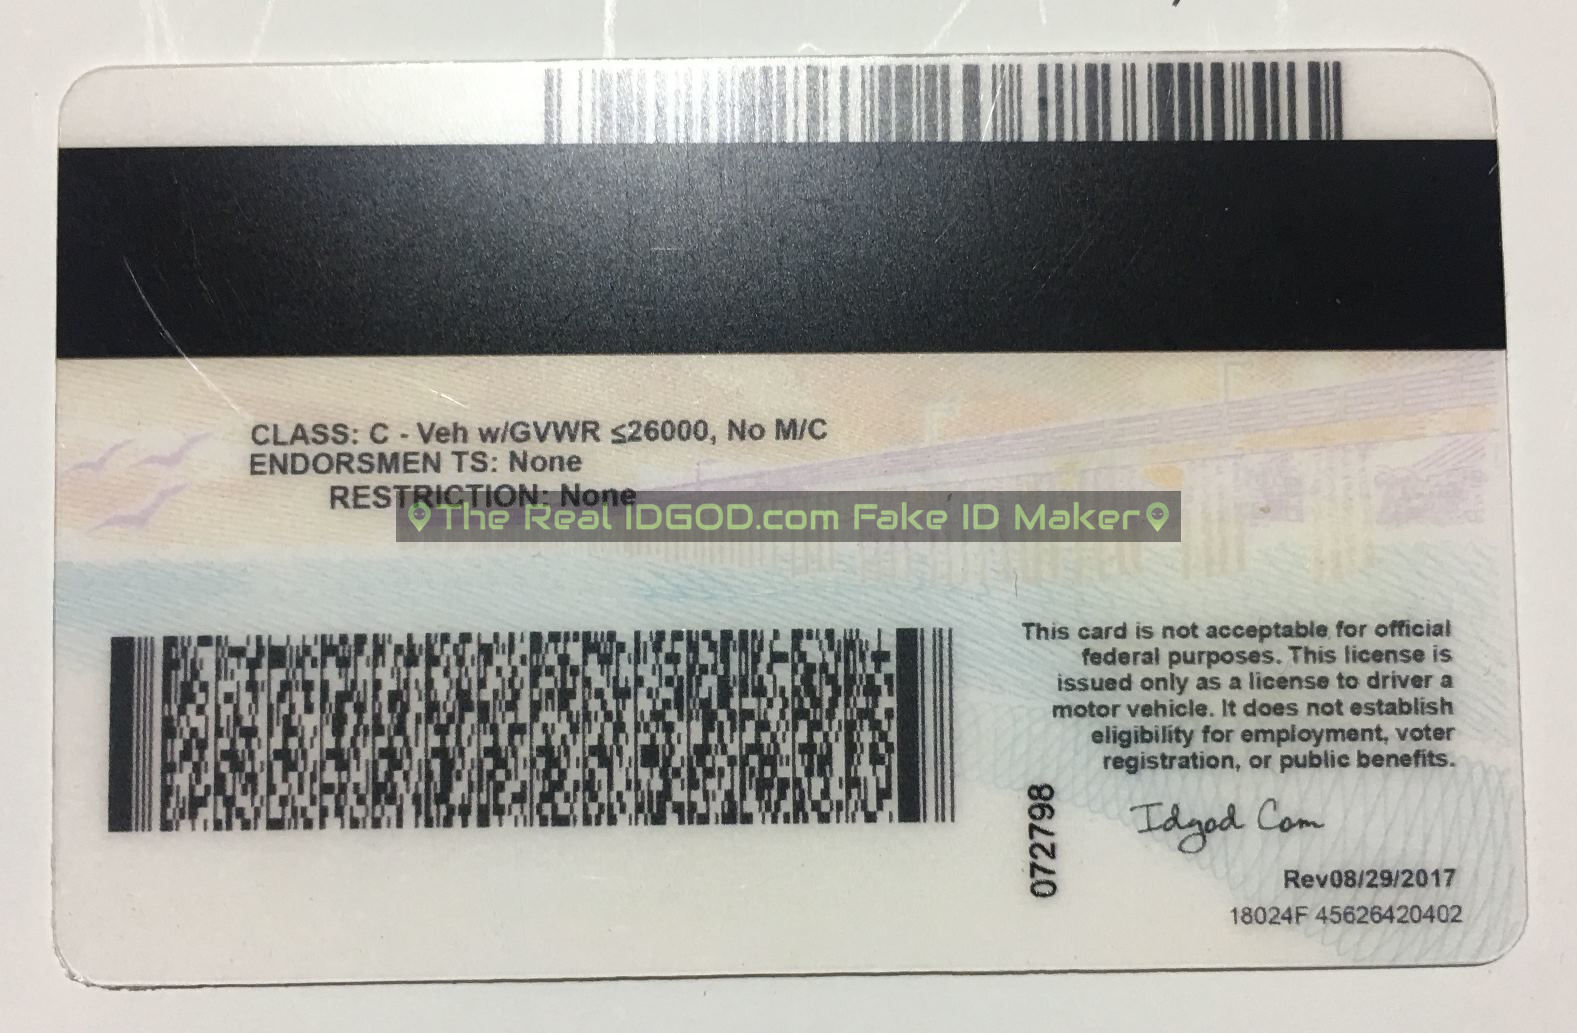 CLASS: C - Veh w/GVWR ≤26000, No M/C
ENDORSMEN TS: None
RESTRICTION: None
The Real IDGOD.com Fake ID Maker
This card is not acceptable for official
federal purposes. This license is
issued only as a license to driver a
motor vehicle. It does not establish
eligibility for employment, voter
registration, or public benefits.
072798
Idgod Com
Rev08/29/2017
18024F 45626420402